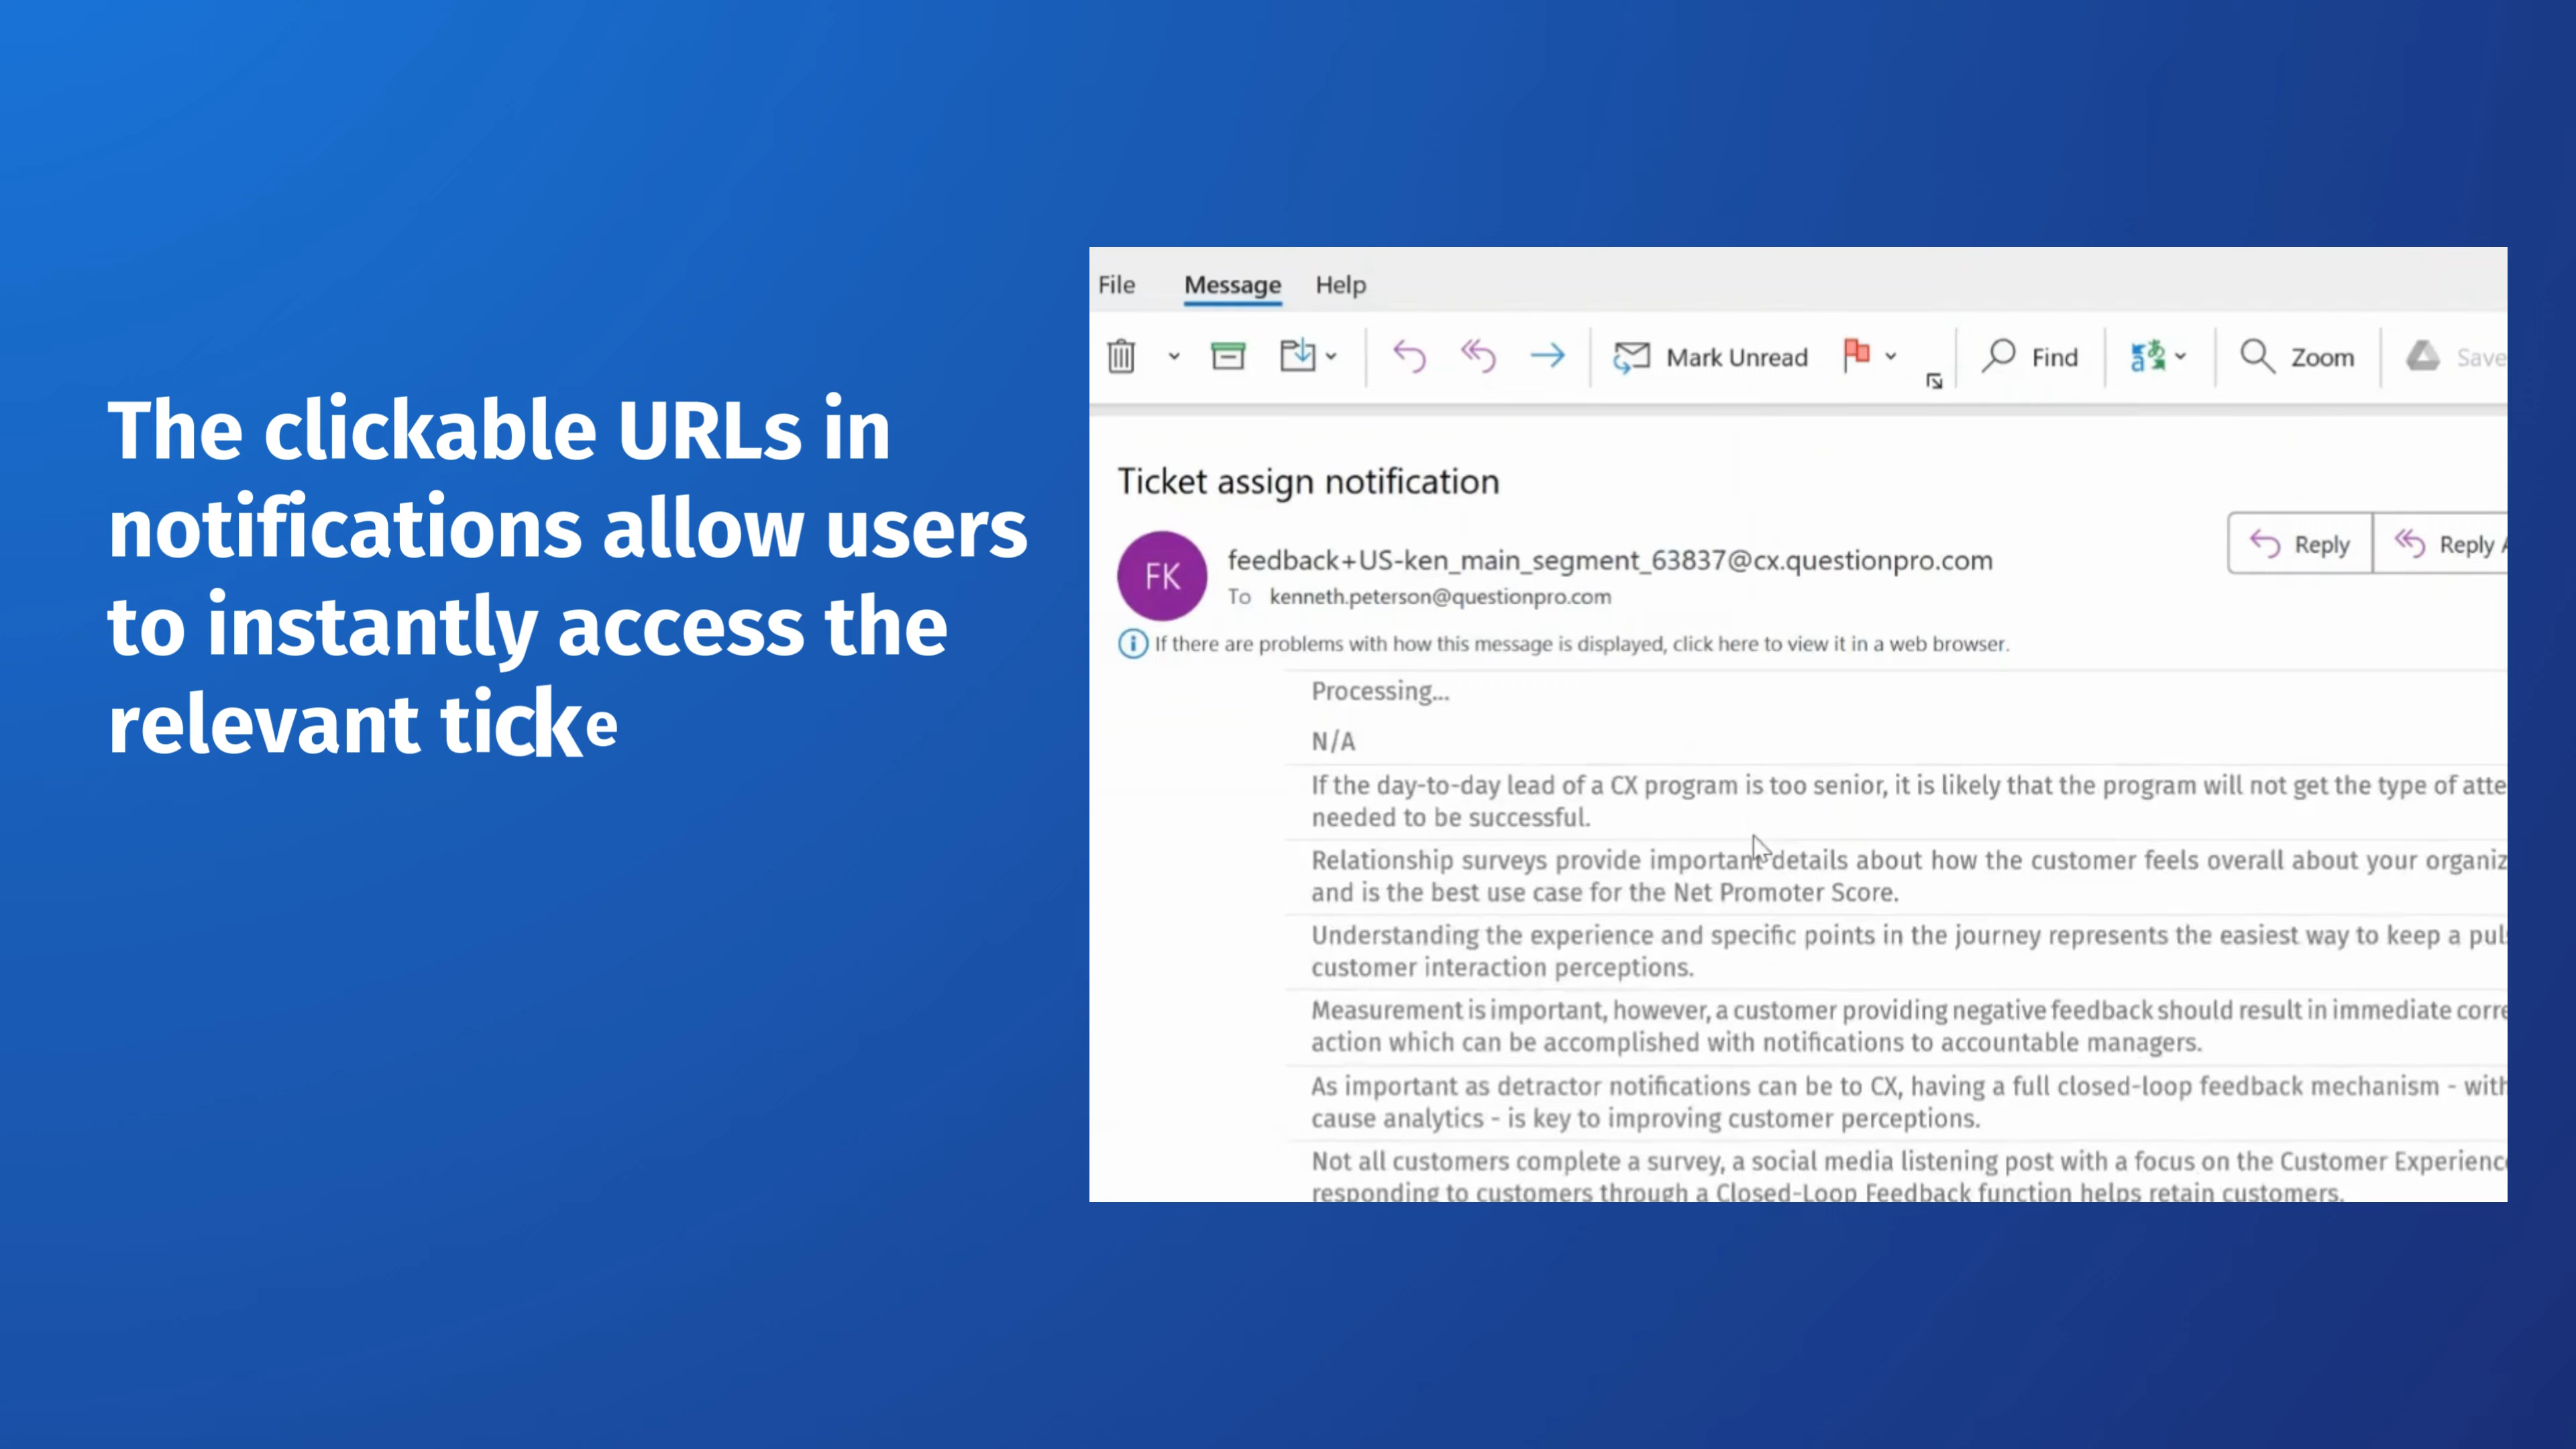 The clickable URLs in
notifications allow users
to instantly access the
relevant ticke
File Message Help
Mark Unread Find Zoom Save
Ticket assign notification
FK
feedback+US-ken_main_segment_63837@cx.questionpro.com
Reply Reply A
To kenneth.peterson@questionpro.com
If there are problems with how this message is displayed, click here to view it in a web browser.
Processing...
N/A
If the day-to-day lead of a CX program is too senior, it is likely that the program will not get the type of atte
needed to be successful.
Relationship surveys provide important details about how the customer feels overall about your organiz
and is the best use case for the Net Promoter Score.
Understanding the experience and specific points in the journey represents the easiest way to keep a pul
customer interaction perceptions.
Measurement is important, however, a customer providing negative feedback should result in immediate corre
action which can be accomplished with notifications to accountable managers.
As important as detractor notifications can be to CX, having a full closed-loop feedback mechanism - with
cause analytics - is key to improving customer perceptions.
Not all customers complete a survey, a social media listening post with a focus on the Customer Experienc
responding to customers through a Closed-Loop Feedback function helps retain customers.